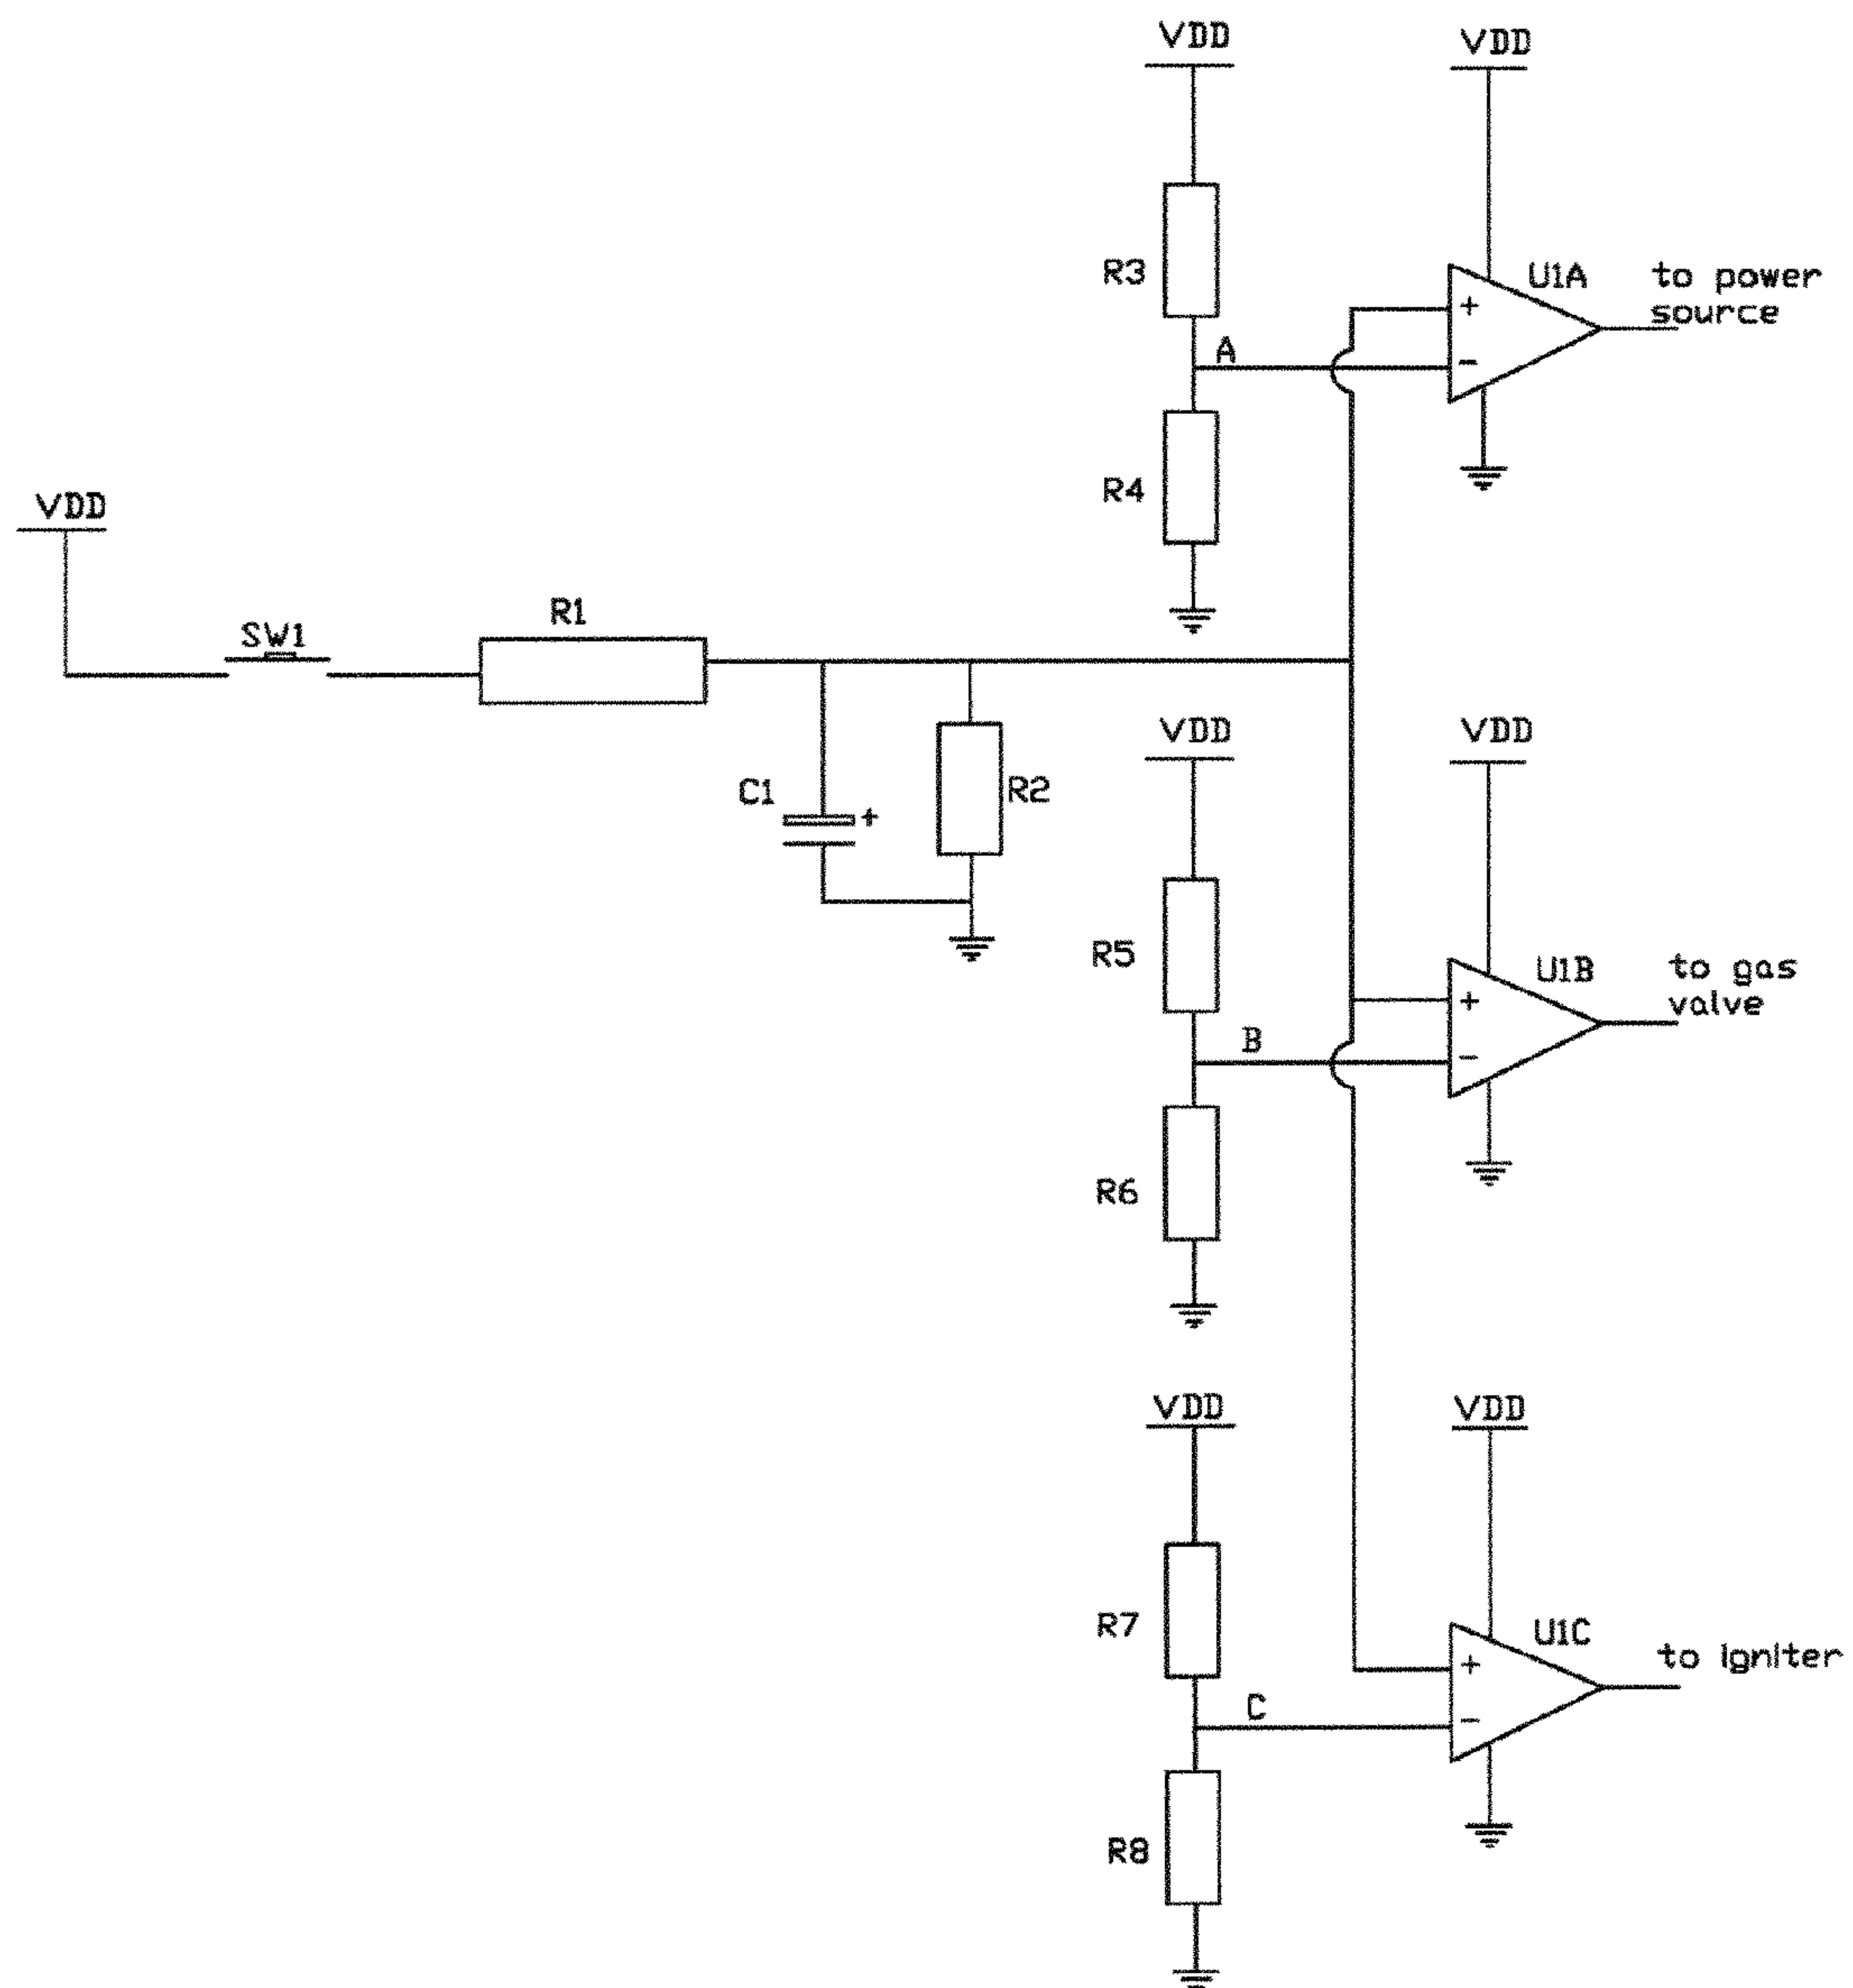 VDD
VDD
R3
U1A
to power
source
+
A
-
R4
VDD
SW1
R1
VDD
VDD
C1
+
R2
R5
U1B
to gas
valve
+
B
-
R6
VDD
VDD
R7
U1C
to igniter
+
C
-
R8